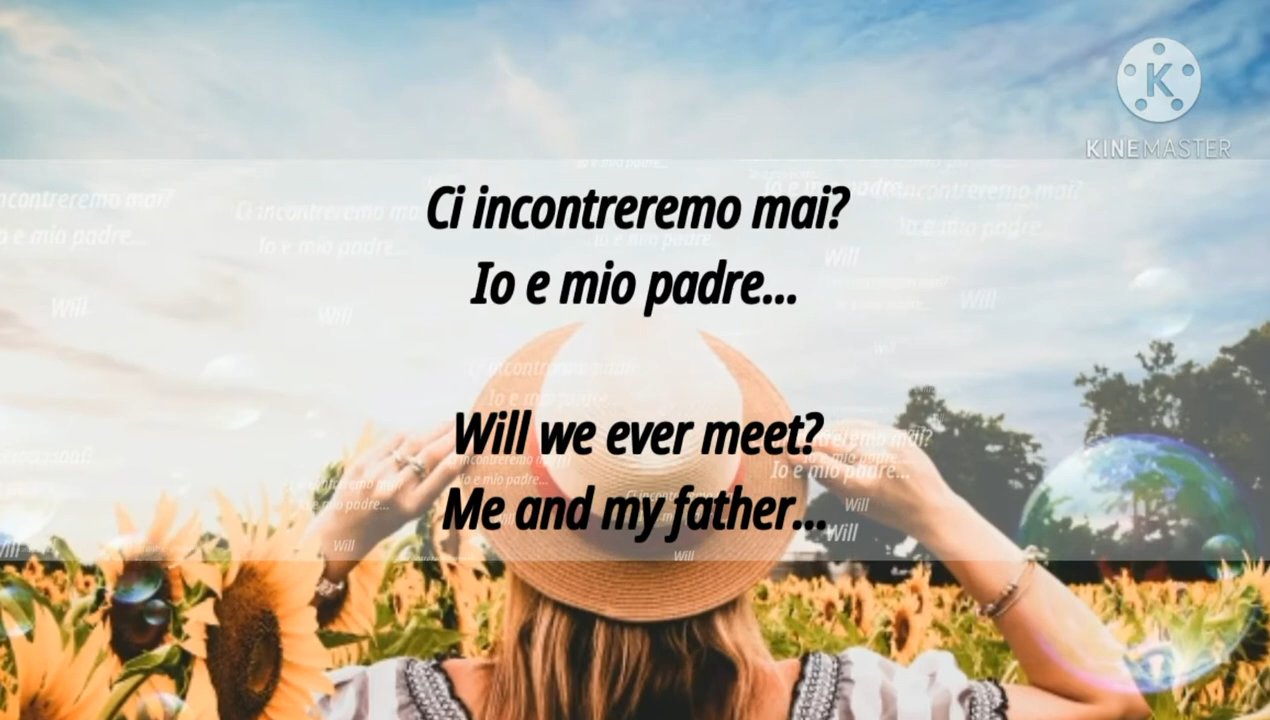 KINEMASTER
Ci incontreremo mai?
Io e mio padre...
Will we ever meet?
Me and my father...